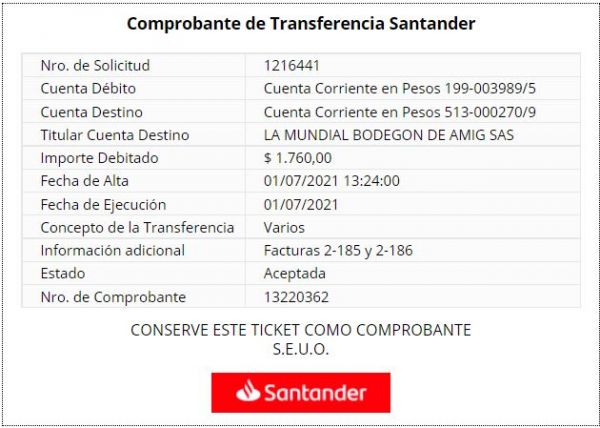 Comprobante de Transferencia Santander
Nro. de Solicitud 1216441
Cuenta Débito Cuenta Corriente en Pesos 199-003989/5
Cuenta Destino Cuenta Corriente en Pesos 513-000270/9
Titular Cuenta Destino LA MUNDIAL BODEGON DE AMIG SAS
Importe Debitado $ 1.760,00
Fecha de Alta 01/07/2021 13:24:00
Fecha de Ejecución 01/07/2021
Concepto de la Transferencia Varios
Información adicional Facturas 2-185 y 2-186
Estado Aceptada
Nro. de Comprobante 13220362
CONSERVE ESTE TICKET COMO COMPROBANTE
S.E.U.O.
Santander